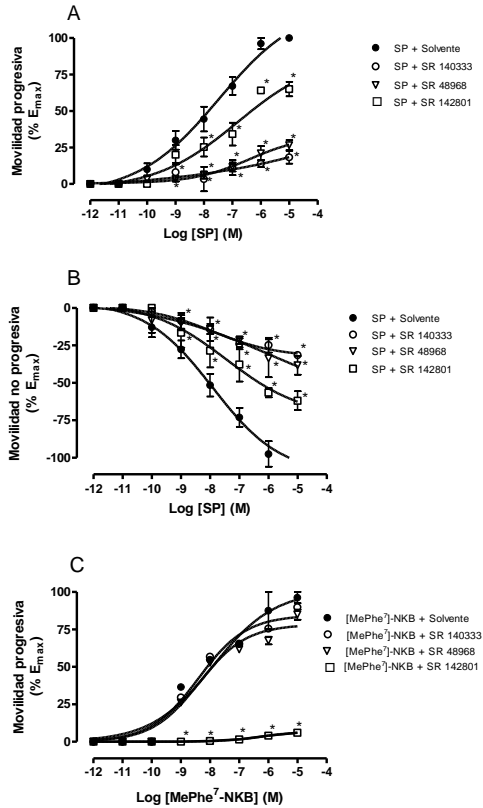 A
Movilidad progresiva
(% Emax)
100
75
50
25
0
-12 -11 -10 -9 -8 -7 -6 -5 -4
Log [SP] (M)
SP + Solvente
SP + SR 140333
SP + SR 48968
SP + SR 142801
* * * * * * * * * * *
B
Movilidad no progresiva
(% Emax)
0
-25
-50
-75
-100
-12 -11 -10 -9 -8 -7 -6 -5 -4
Log [SP] (M)
SP + Solvente
SP + SR 140333
SP + SR 48968
SP + SR 142801
* * * * * * * * * * *
C
Movilidad progresiva
(% Emax)
100
75
50
25
0
-12 -11 -10 -9 -8 -7 -6 -5 -4
Log [MePhe⁷-NKB] (M)
[MePhe⁷]-NKB + Solvente
[MePhe⁷]-NKB + SR 140333
[MePhe⁷]-NKB + SR 48968
[MePhe⁷]-NKB + SR 142801
* * * * *